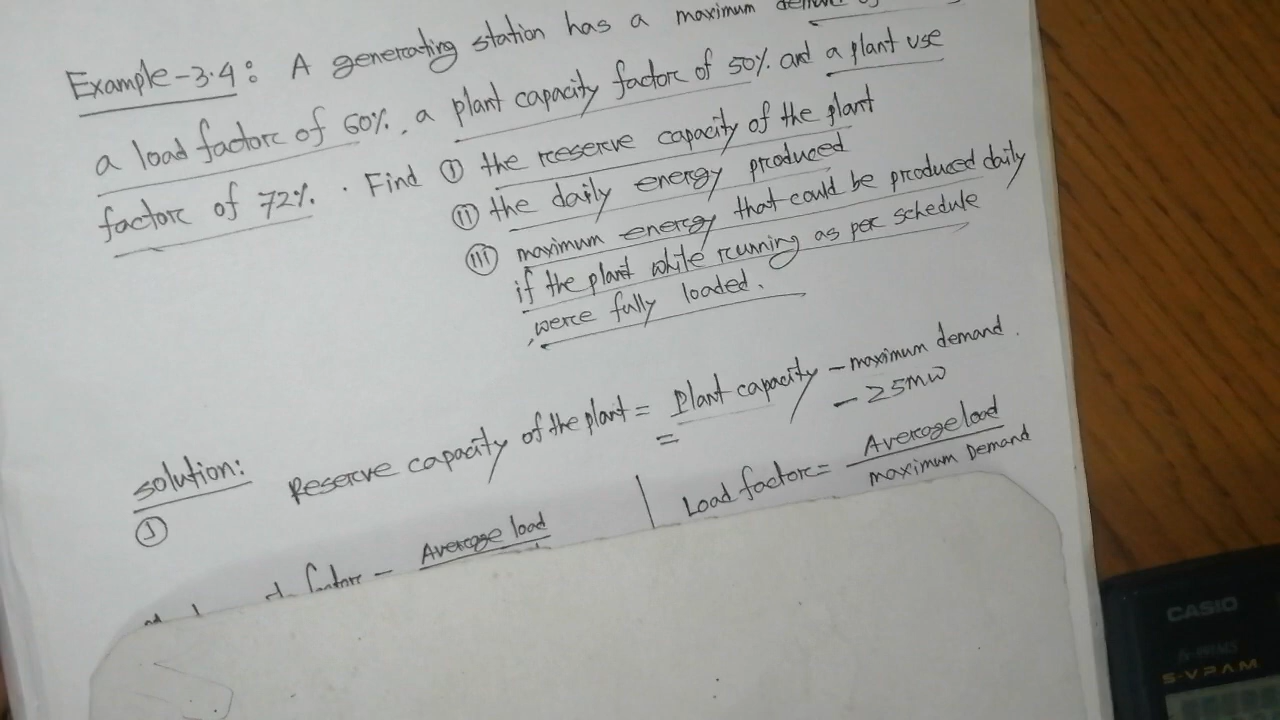 Example-3.4: A generating station has a maximum
a load factor of 60%, a plant capacity factor of 50% and a plant use
factor of 72%. Find (I) the reserve capacity of the plant
(II) the daily energy produced
(III) maximum energy that could be produced daily
if the plant while running as per schedule
were fully loaded.
solution: Reserve capacity of the plant = Plant capacity - maximum demand.
= - 25MW
(I)
Load factor = Average load
maximum Demand
Average load
CASIO
S-V.P.A.M.